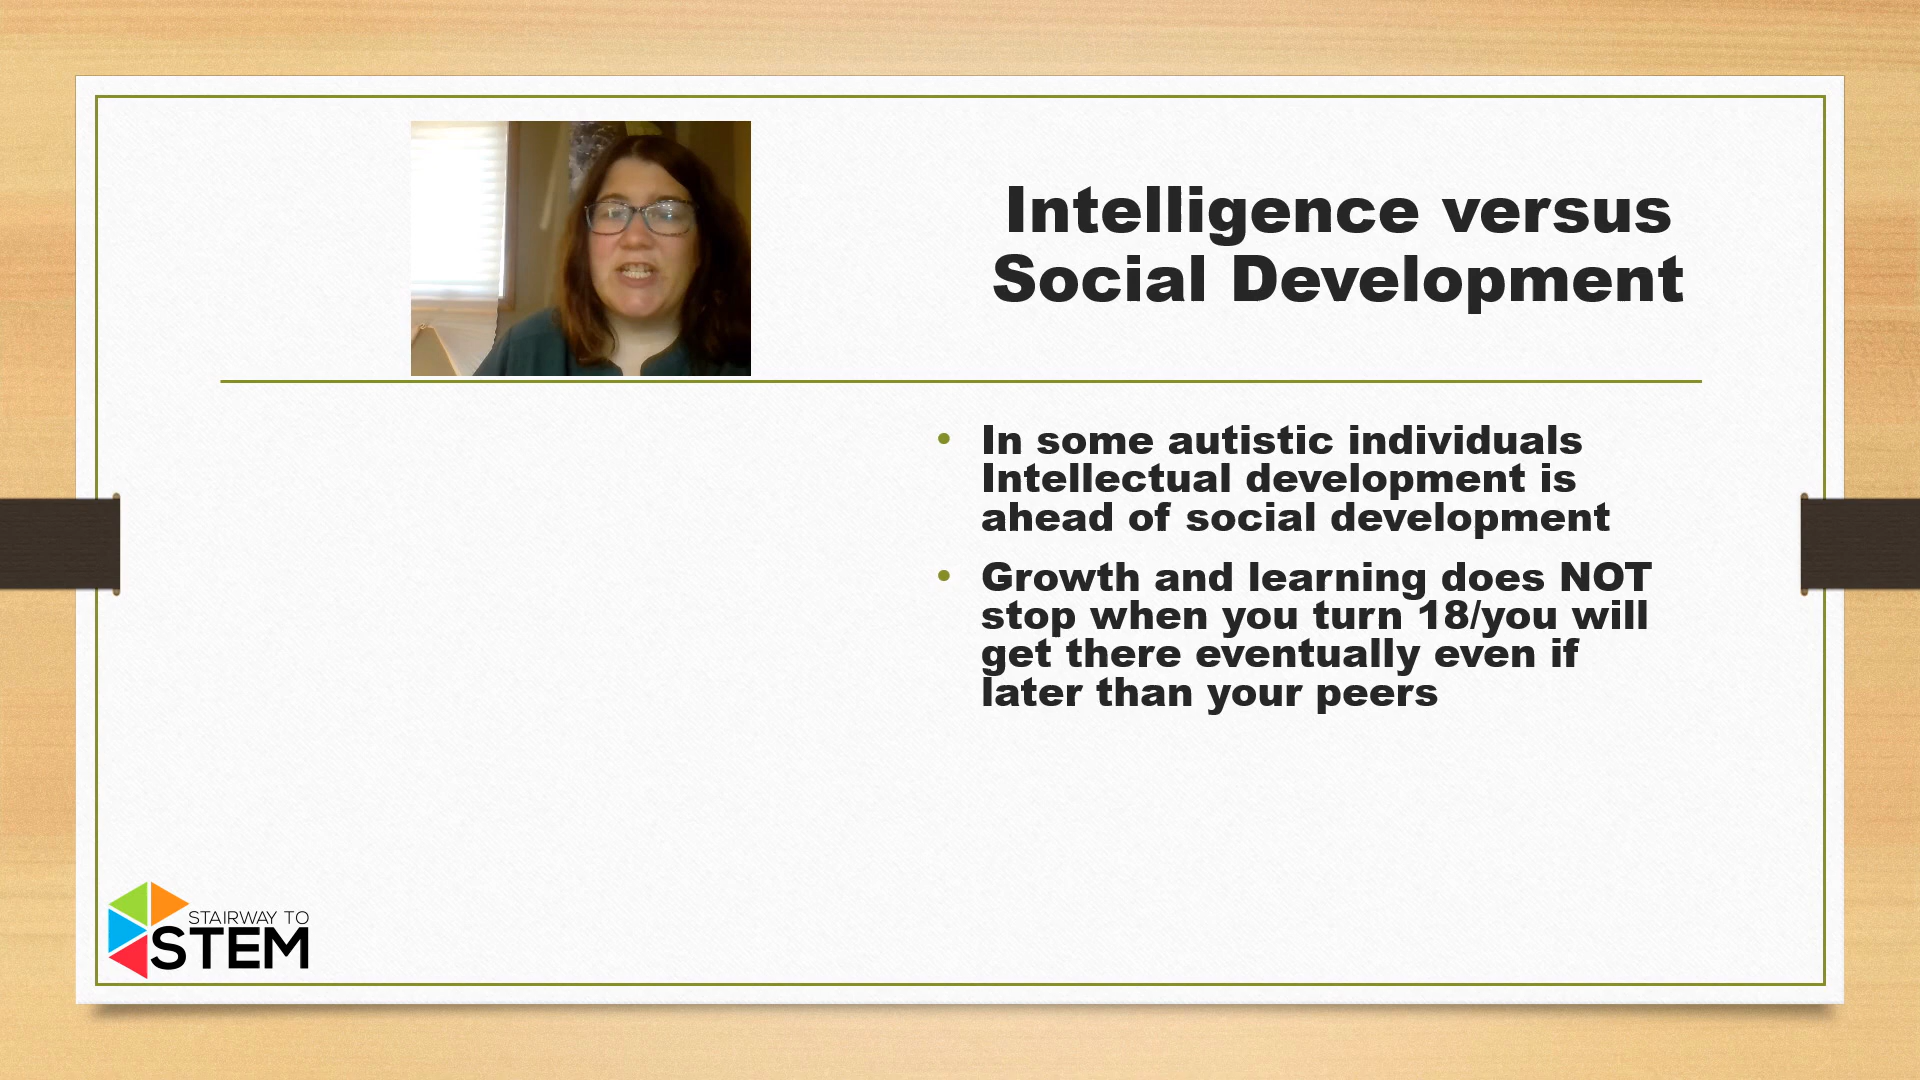 Intelligence versus
Social Development
• In some autistic individuals
Intellectual development is
ahead of social development
• Growth and learning does NOT
stop when you turn 18/you will
get there eventually even if
later than your peers
STAIRWAY TO
STEM